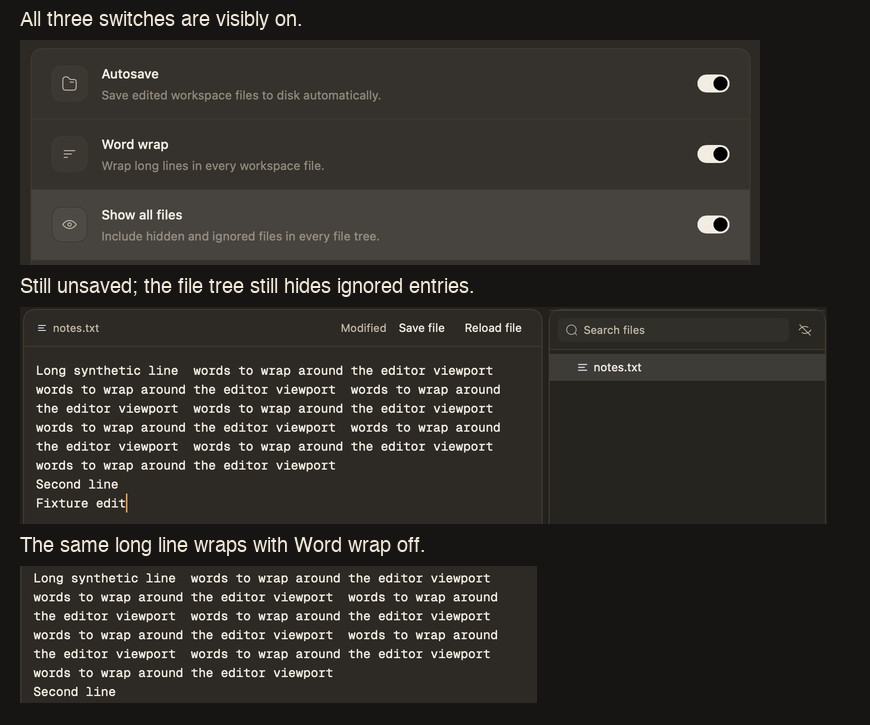 All three switches are visibly on.
Autosave
Save edited workspace files to disk automatically.
Word wrap
Wrap long lines in every workspace file.
Show all files
Include hidden and ignored files in every file tree.
Still unsaved; the file tree still hides ignored entries.
notes.txt Modified Save file Reload file
Long synthetic line  words to wrap around the editor viewport
words to wrap around the editor viewport  words to wrap around
the editor viewport  words to wrap around the editor viewport
words to wrap around the editor viewport  words to wrap around
the editor viewport  words to wrap around the editor viewport
words to wrap around the editor viewport
Second line
Fixture edit
Search files
notes.txt
The same long line wraps with Word wrap off.
Long synthetic line  words to wrap around the editor viewport
words to wrap around the editor viewport  words to wrap around
the editor viewport  words to wrap around the editor viewport
words to wrap around the editor viewport  words to wrap around
the editor viewport  words to wrap around the editor viewport
words to wrap around the editor viewport
Second line